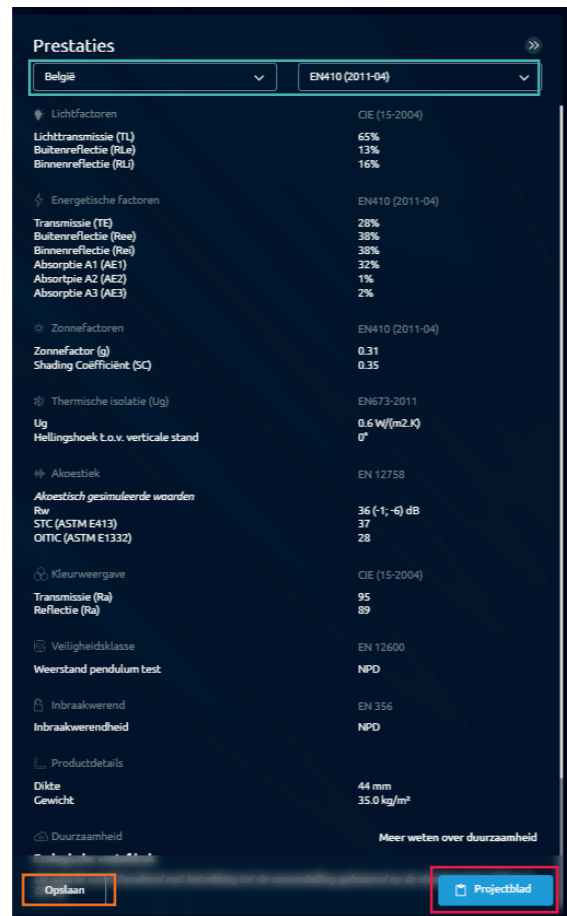 Prestaties
België EN410 (2011-04)
Lichtfactoren CIE (15-2004)
Lichttransmissie (TL) 65%
Buitenreflectie (RLe) 13%
Binnenreflectie (RLi) 16%
Energetische factoren EN410 (2011-04)
Transmissie (TE) 28%
Buitenreflectie (Ree) 38%
Binnenreflectie (Rei) 38%
Absorptie A1 (AE1) 32%
Absortpie A2 (AE2) 1%
Absorptie A3 (AE3) 2%
Zonnefactoren EN410 (2011-04)
Zonnefactor (g) 0.31
Shading Coëfficiënt (SC) 0.35
Thermische isolatie (Ug) EN673-2011
Ug 0.6 W/(m2.K)
Hellingshoek t.o.v. verticale stand 0°
Akoestiek EN 12758
Akoestisch gesimuleerde waarden
Rw 36 (-1; -6) dB
STC (ASTM E413) 37
OITIC (ASTM E1332) 28
Kleurweergave CIE (15-2004)
Transmissie (Ra) 95
Reflectie (Ra) 89
Veiligheidsklasse EN 12600
Weerstand pendulum test NPD
Inbraakwerend EN 356
Inbraakwerendheid NPD
Productdetails
Dikte 44 mm
Gewicht 35.0 kg/m²
Duurzaamheid Meer weten over duurzaamheid
Opslaan Projectblad